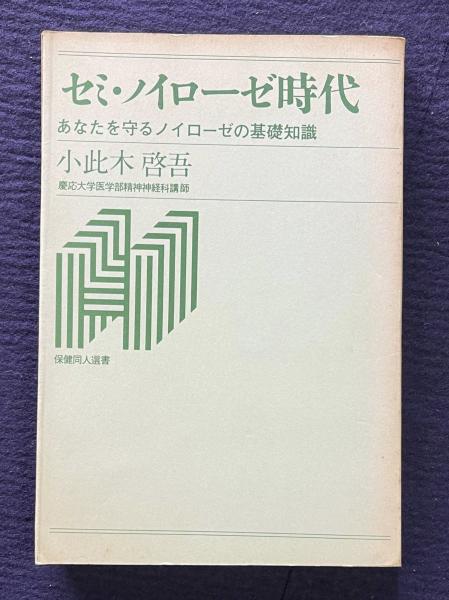 セミ・ノイローゼ時代
あなたを守るノイローゼの基礎知識
小此木 啓吾
慶応大学医学部精神神経科講師
保健同人選書